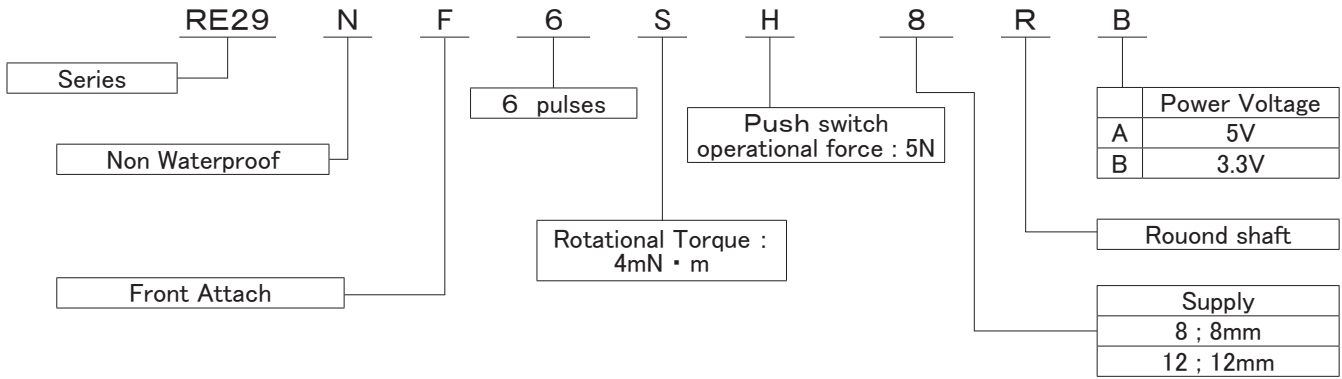 RE29 N F 6 S H 8 R B
Series
6 pulses
Push switch
operational force : 5N
Power Voltage
A 5V
B 3.3V
Non Waterproof
Rotational Torque :
4mN・m
Rouond shaft
Front Attach
Supply
8 ; 8mm
12 ; 12mm